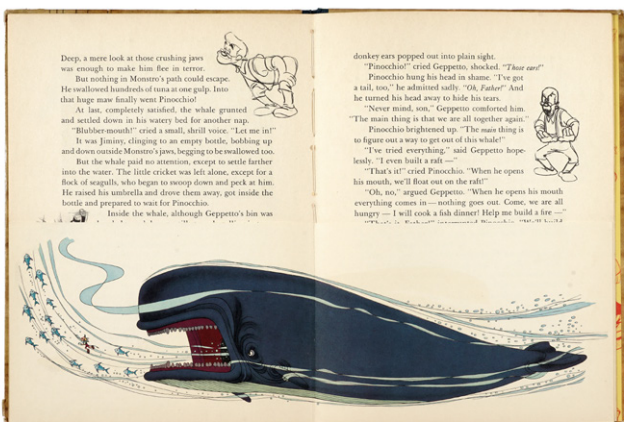 Deep, a mere look at those crushing jaws
was enough to make him flee in terror.
But nothing in Monstro's path could escape.
He swallowed hundreds of tuna at one gulp. Into
that huge maw finally went Pinocchio!
At last, completely satisfied, the whale grunted
and settled down in his watery bed for another nap.
"Blubber-mouth!" cried a small, shrill voice. "Let me in!"
It was Jiminy, clinging to an empty bottle, bobbing up
and down outside Monstro's jaws, begging to be swallowed too.
But the whale paid no attention, except to settle farther
into the water. The little cricket was left alone, except for a
flock of seagulls, who began to swoop down and peck at him.
He raised his umbrella and drove them away, got inside the
bottle and prepared to wait for Pinocchio.
Inside the whale, although Geppetto's bin was
donkey ears popped out into plain sight.
"Pinocchio!" cried Geppetto, shocked. "Those ears!"
Pinocchio hung his head in shame. "I've got
a tail, too," he admitted sadly. "Oh, Father!" And
he turned his head away to hide his tears.
"Never mind, son," Geppetto comforted him.
"The main thing is that we are all together again."
Pinocchio brightened up. "The main thing is
to figure out a way to get out of this whale!"
"I've tried everything," said Geppetto hope-
lessly. "I even built a raft —"
"That's it!" cried Pinocchio. "When he opens
his mouth, we'll float out on the raft!"
"Oh, no," argued Geppetto. "When he opens his mouth
everything comes in — nothing goes out. Come, we are all
hungry — I will cook a fish dinner! Help me build a fire —"